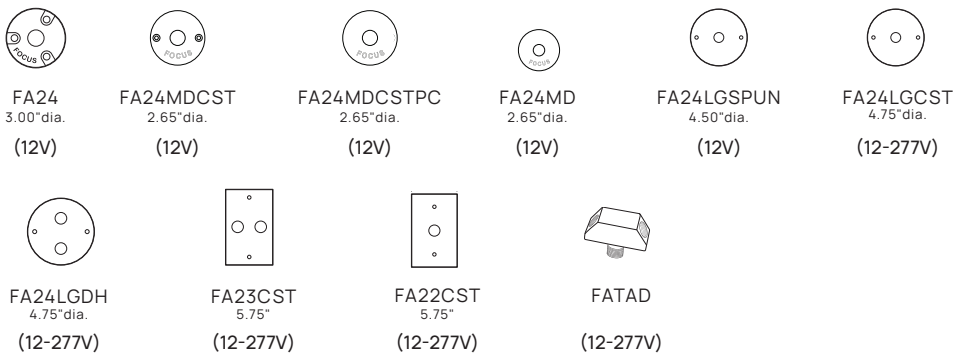 FOCUS FOCUS FOCUS FOCUS
FA24 FA24MDCST FA24MDCSTPC FA24MD FA24LGSPUN FA24LGCST
3.00"dia. 2.65"dia. 2.65"dia. 2.65"dia. 4.50"dia. 4.75"dia.
(12V) (12V) (12V) (12V) (12V) (12-277V)
FA24LGDH FA23CST FA22CST FATAD
4.75"dia. 5.75" 5.75"
(12-277V) (12-277V) (12-277V) (12-277V)